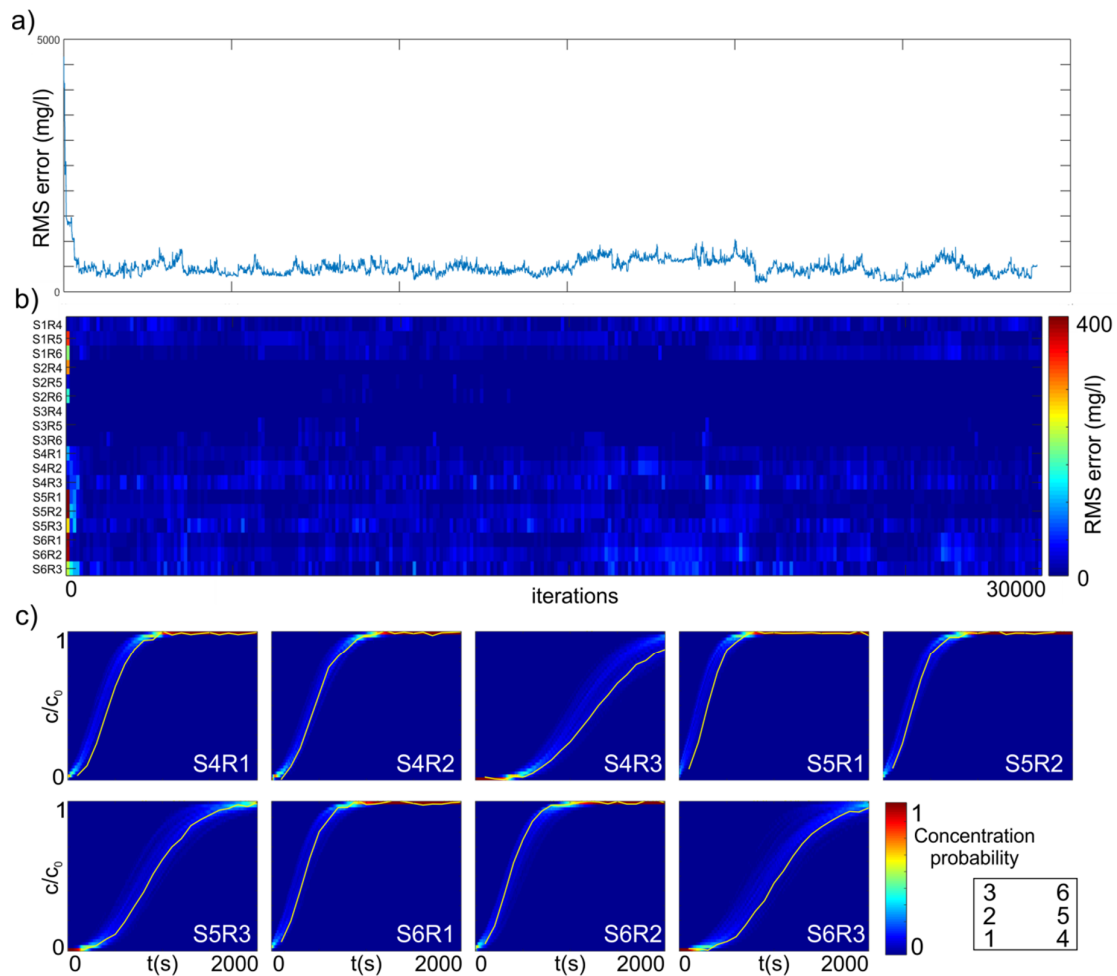 a)
5000
RMS error (mg/l)
0
b)
S1R4
S1R5
S1R6
S2R4
S2R5
S2R6
S3R4
S3R5
S3R6
S4R1
S4R2
S4R3
S5R1
S5R2
S5R3
S6R1
S6R2
S6R3
0
iterations
30000
400
RMS error (mg/l)
0
c)
1
c/c0
0
S4R1
S4R2
S4R3
S5R1
S5R2
1
c/c0
0
S5R3
S6R1
S6R2
S6R3
0 t(s) 2000
0 t(s) 2000
0 t(s) 2000
0 t(s) 2000
1
Concentration
probability
0
3 6
2 5
1 4